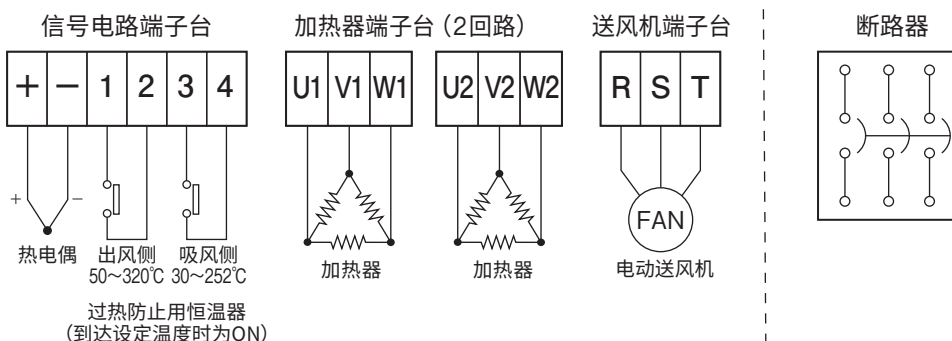 信号电路端子台
加热器端子台（2回路）
送风机端子台
断路器
＋ － 1 2 3 4
U1 V1 W1
U2 V2 W2
R S T
+ -
FAN
热电偶
出风侧
50～320℃
吸风侧
30～252℃
加热器
加热器
电动送风机
过热防止用恒温器
（到达设定温度时为ON）